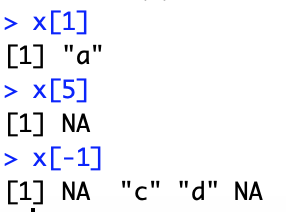 > x[1]
[1] "a"
> x[5]
[1] NA
> x[-1]
[1] NA  "c" "d" NA